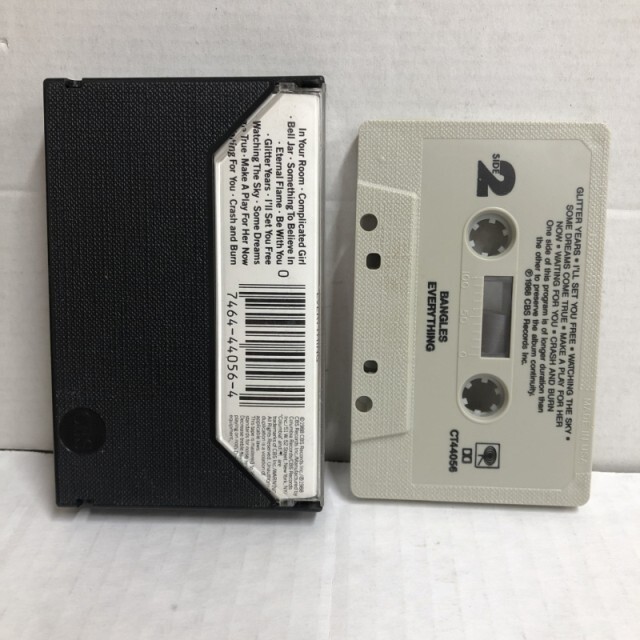 In Your Room · Complicated Girl
· Bell Jar · Something To Believe In
· Eternal Flame · Be With You
· Glitter Years · I'll Set You Free
Watching The Sky · Some Dreams
True · Make A Play For Her Now
For You · Crash and Burn
0
7464-44056-4
SIDE
2
GLITTER YEARS • I'LL SET YOU FREE • WATCHING THE SKY •
SOME DREAMS COME TRUE • MAKE A PLAY FOR HER
NOW • WAITING FOR YOU • CRASH AND BURN
One side of this program is of longer duration than
the other to preserve the album continuity.
℗1988 CBS Records Inc.
BANGLES
EVERYTHING
CT44056